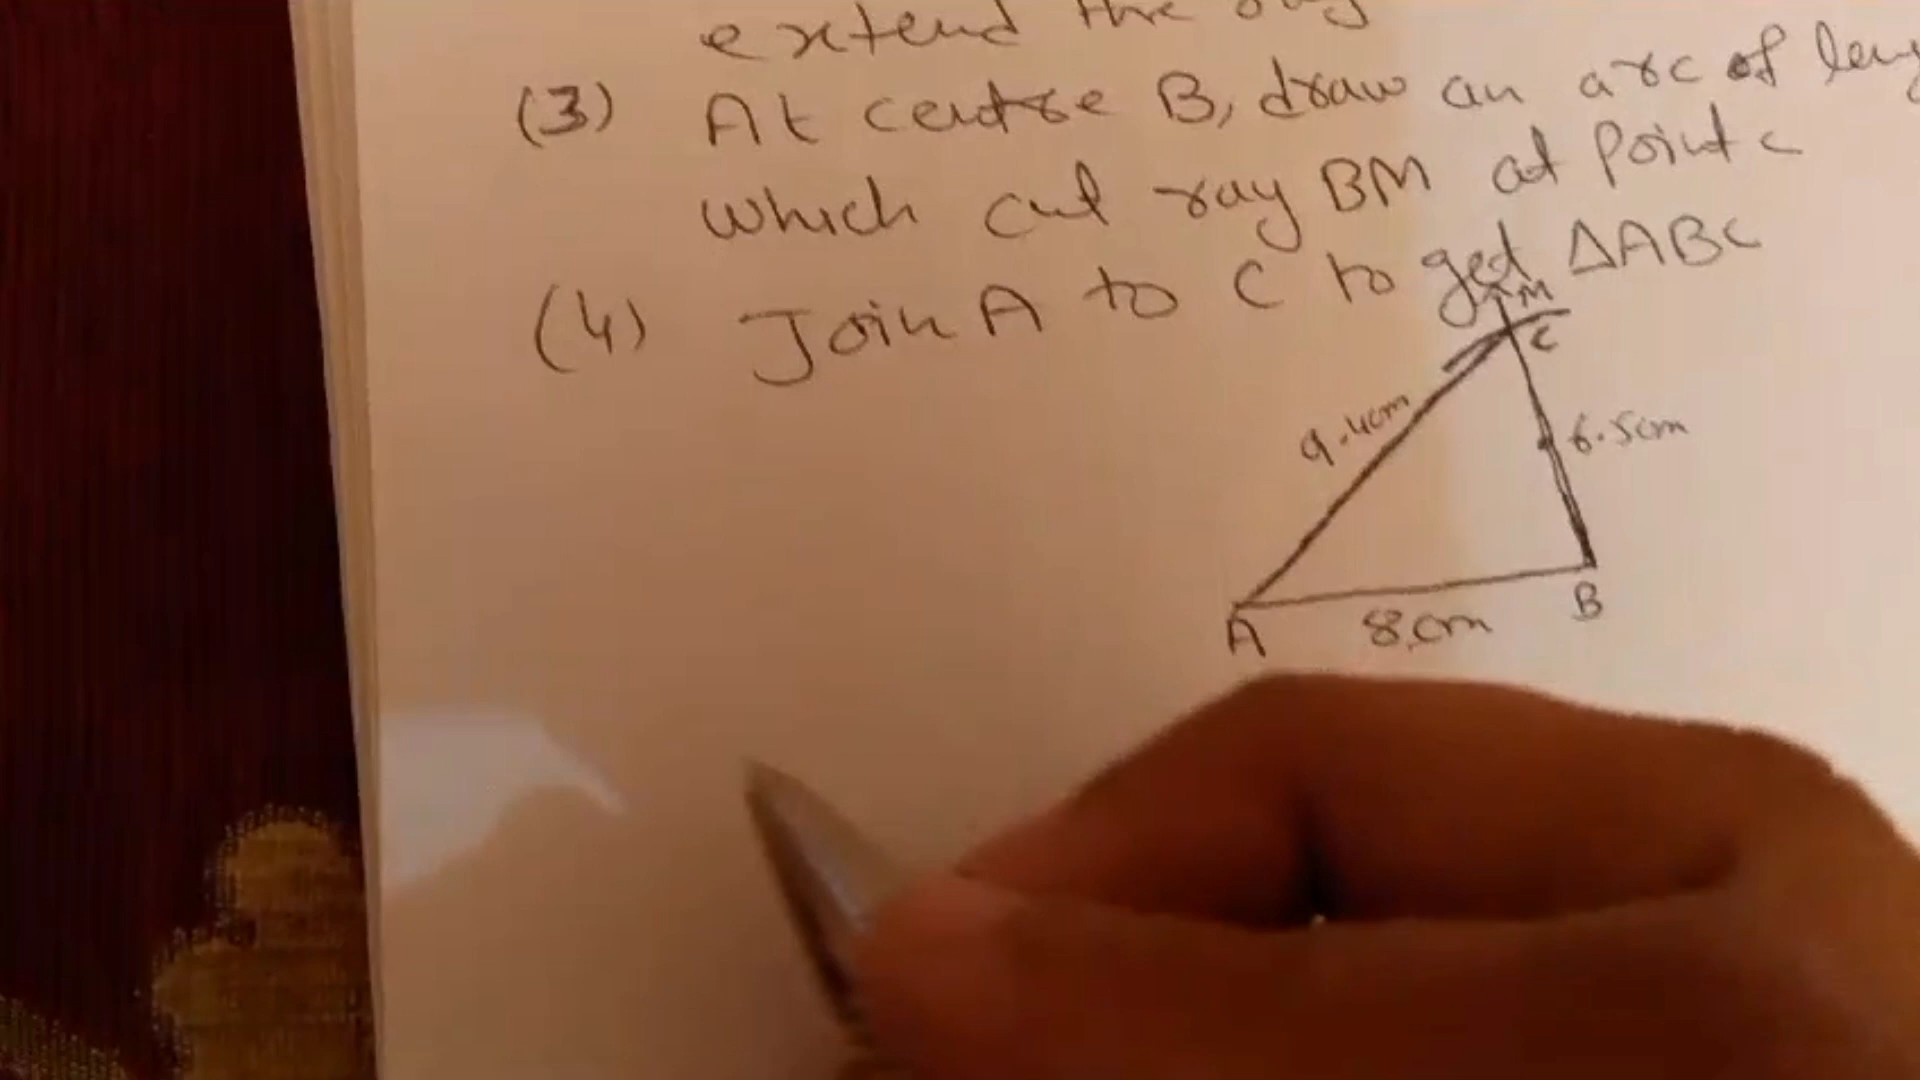 extend the ray
(3) At centre B, draw an arc of
which cut ray BM at point c
(4) Join A to C to get ΔABC
M
C
9.4cm
6.5cm
A
8cm
B